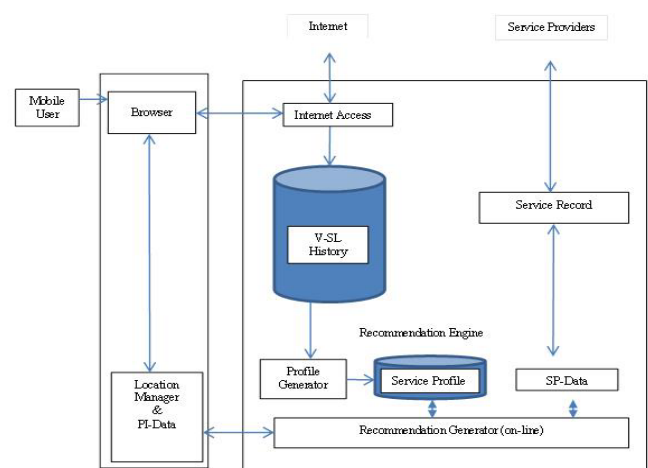 Internet
Service Providers
Mobile
User
Browser
Internet Access
V-SL
History
Service Record
Recommendation Engine
Profile
Generator
Service Profile
SP-Data
Location
Manager
&
PI-Data
Recommendation Generator (on-line)